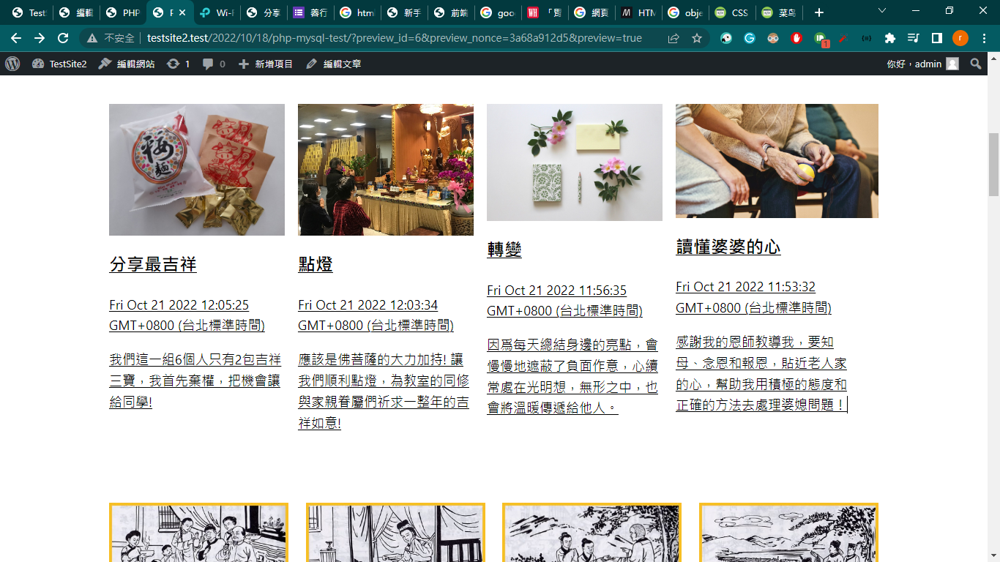 Test
編輯
PHP
F
Wi-F
分享
善行
htm
新手
前端
goo
「買
網頁
HTM
obje
CSS
菜鸟
不安全
testsite2.test/2022/10/18/php-mysql-test/?preview_id=6&preview_nonce=3a68a912d5&preview=true
1
TestSite2
編輯網站
1
0
新增項目
編輯文章
你好，admin
梅
麵
分享最吉祥
Fri Oct 21 2022 12:05:25
GMT+0800 (台北標準時間)
我們這一組6個人只有2包吉祥
三寶，我首先棄權，把機會讓
給同學!
點燈
Fri Oct 21 2022 12:03:34
GMT+0800 (台北標準時間)
應該是佛菩薩的大力加持! 讓
我們順利點燈，為教室的同修
與家親眷屬們祈求一整年的吉
祥如意!
轉變
Fri Oct 21 2022 11:56:35
GMT+0800 (台北標準時間)
因爲每天總結身邊的亮點，會
慢慢地遮蔽了負面作意，心續
常處在光明想，無形之中，也
會將溫暖傳遞給他人。
讀懂婆婆的心
Fri Oct 21 2022 11:53:32
GMT+0800 (台北標準時間)
感謝我的恩師教導我，要知
母、念恩和報恩，貼近老人家
的心，幫助我用積極的態度和
正確的方法去處理婆媳問題！